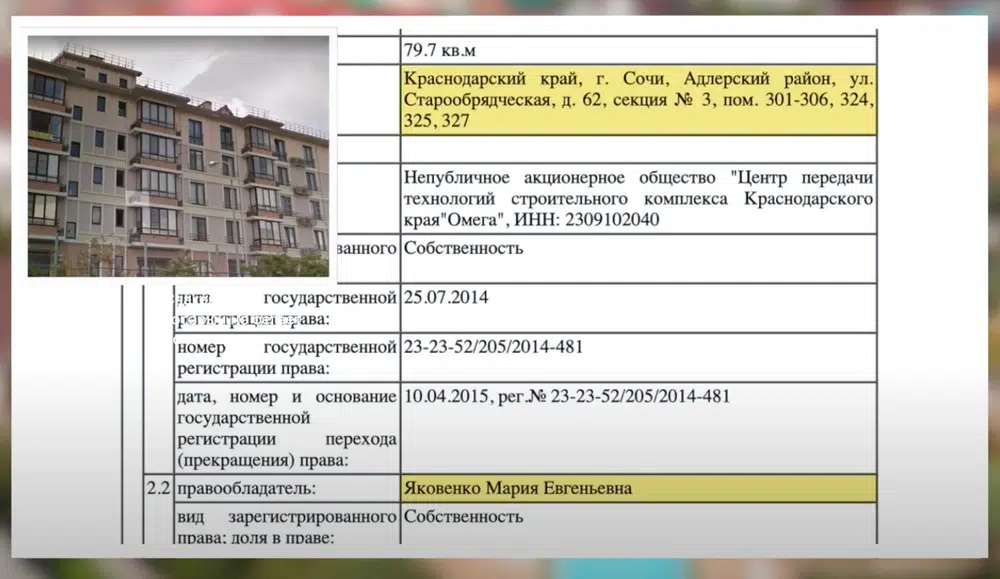 79.7 кв.м
Краснодарский край, г. Сочи, Адлерский район, ул.
Старообрядческая, д. 62, секция № 3, пом. 301-306, 324,
325, 327
Непубличное акционерное общество "Центр передачи
технологий строительного комплекса Краснодарского
края"Омега", ИНН: 2309102040
ванного Собственность
дата государственной 25.07.2014
регистрации права:
номер государственной 23-23-52/205/2014-481
регистрации права:
дата, номер и основание 10.04.2015, рег.№ 23-23-52/205/2014-481
государственной
регистрации перехода
(прекращения) права:
2.2 правообладатель: Яковенко Мария Евгеньевна
вид зарегистрированного Собственность
права; доля в праве: